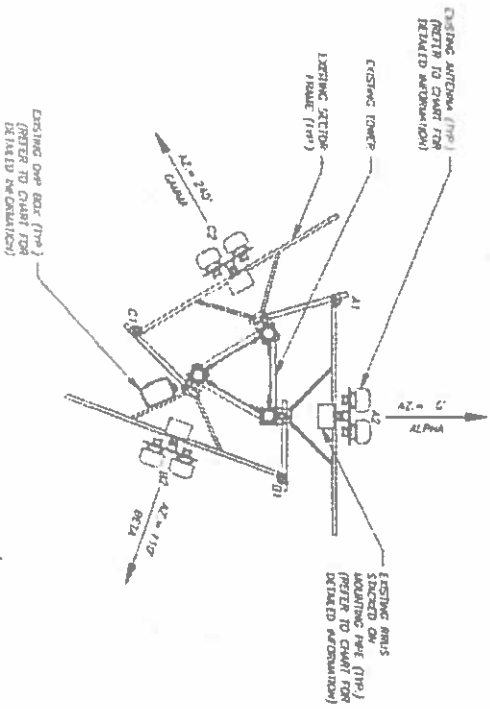 EXISTING ANTENNA (TYP.)
(REFER TO CHART FOR
DETAILED INFORMATION)
EXISTING TOWER
EXISTING SECTOR
FRAME (TYP.)
AZ. = 240°
GAMMA
EXISTING OVP BOX (TYP.)
(REFER TO CHART FOR
DETAILED INFORMATION)
C2
C1
A1
A2
AZ. = 0°
ALPHA
B1
B2
AZ. = 110°
BETA
EXISTING RRUS
STACKED ON
MOUNTING PIPE (TYP.)
(REFER TO CHART FOR
DETAILED INFORMATION)